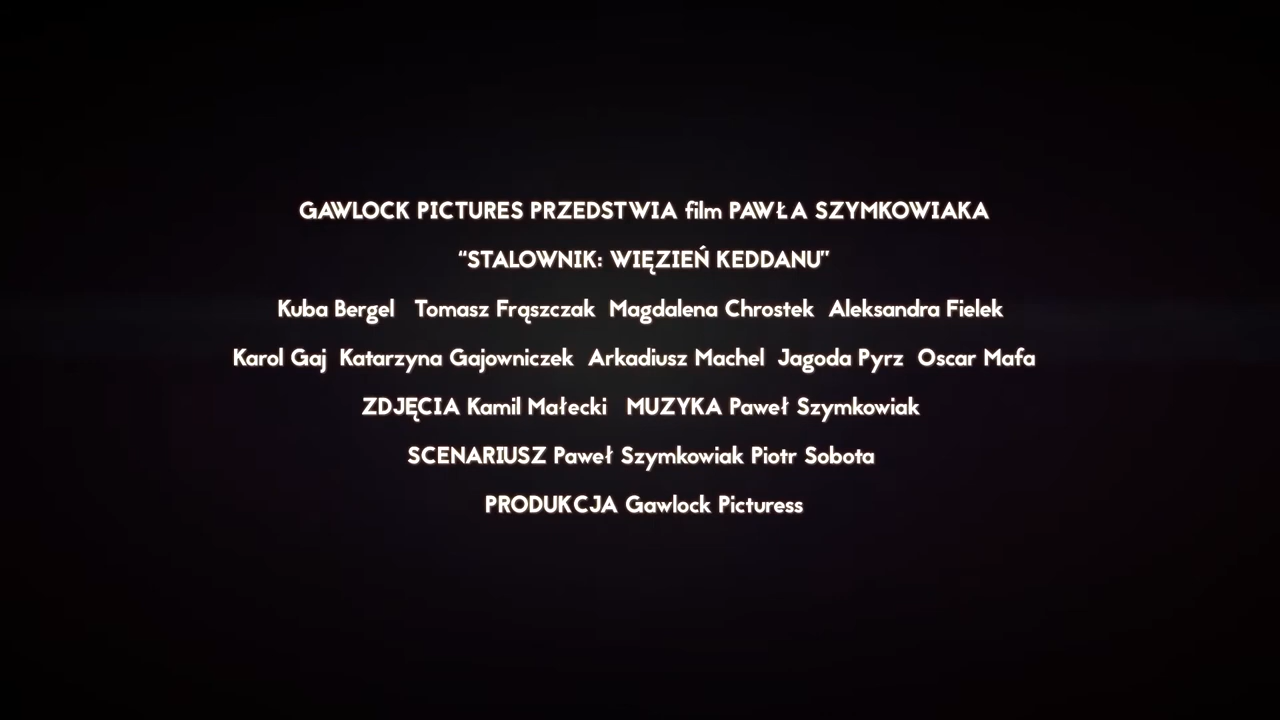 GAWLOCK PICTURES PRZEDSTWIA film PAWŁA SZYMKOWIAKA
“STALOWNIK: WIĘZIEŃ KEDDANU”
Kuba Bergel Tomasz Frąszczak Magdalena Chrostek Aleksandra Fielek
Karol Gaj Katarzyna Gajowniczek Arkadiusz Machel Jagoda Pyrz Oscar Mafa
ZDJĘCIA Kamil Małecki MUZYKA Paweł Szymkowiak
SCENARIUSZ Paweł Szymkowiak Piotr Sobota
PRODUKCJA Gawlock Picturess